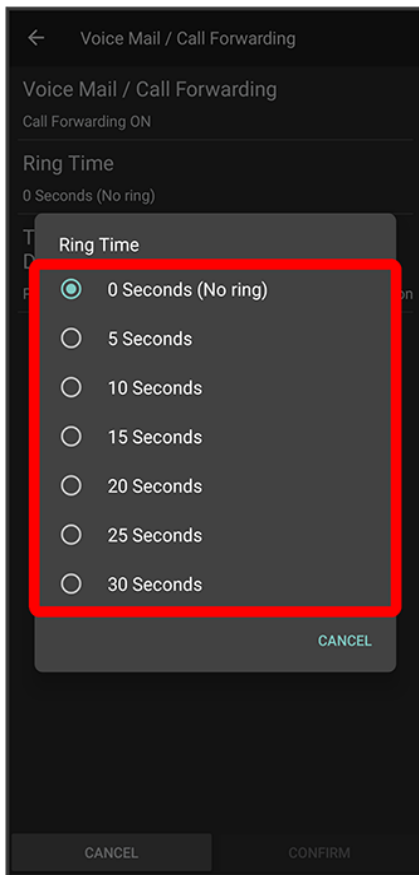 Voice Mail / Call Forwarding
Voice Mail / Call Forwarding
Call Forwarding ON
Ring Time
0 Seconds (No ring)
Ring Time
0 Seconds (No ring)
5 Seconds
10 Seconds
15 Seconds
20 Seconds
25 Seconds
30 Seconds
CANCEL
CANCEL
CONFIRM